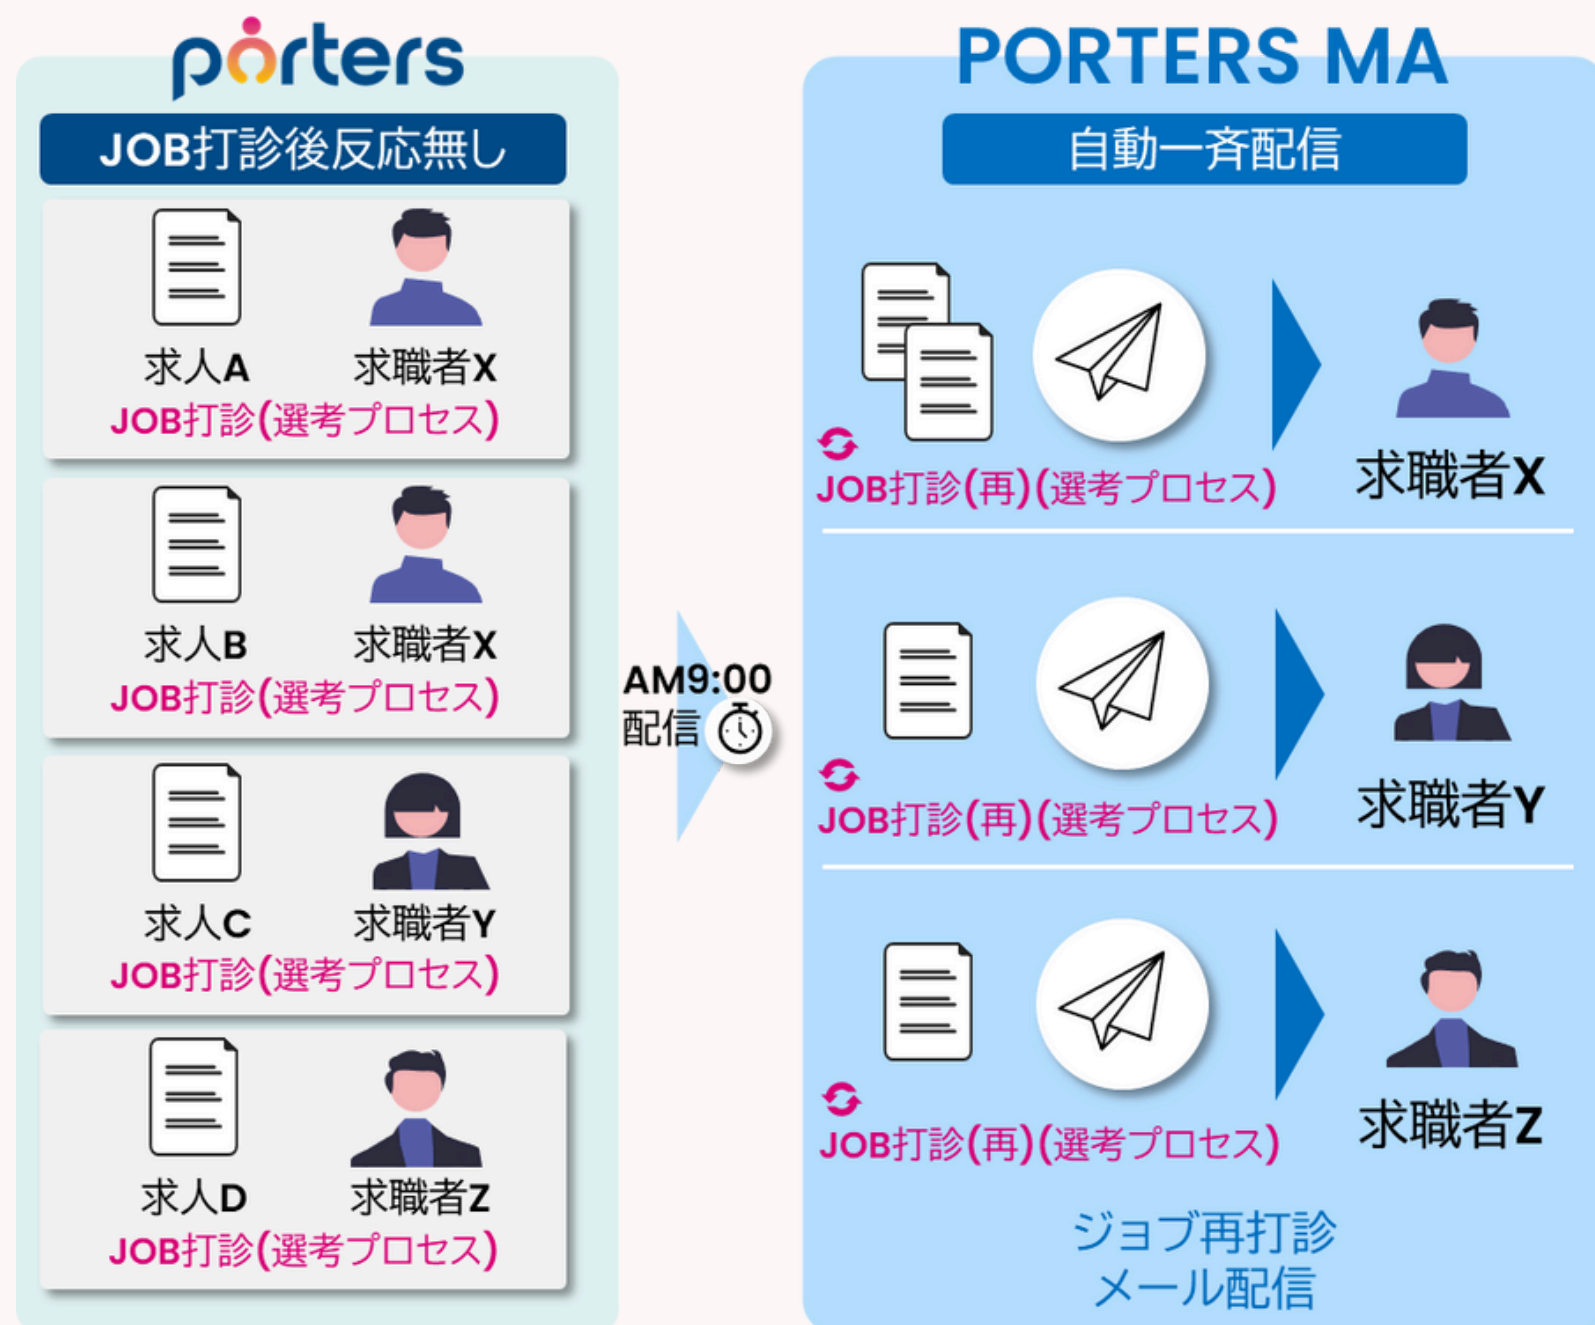 porters
JOB打診後反応無し
求人A 求職者X
JOB打診(選考プロセス)
求人B 求職者X
JOB打診(選考プロセス)
求人C 求職者Y
JOB打診(選考プロセス)
求人D 求職者Z
JOB打診(選考プロセス)
AM9:00
配信
PORTERS MA
自動一斉配信
JOB打診(再)(選考プロセス)
求職者X
JOB打診(再)(選考プロセス)
求職者Y
JOB打診(再)(選考プロセス)
求職者Z
ジョブ再打診
メール配信